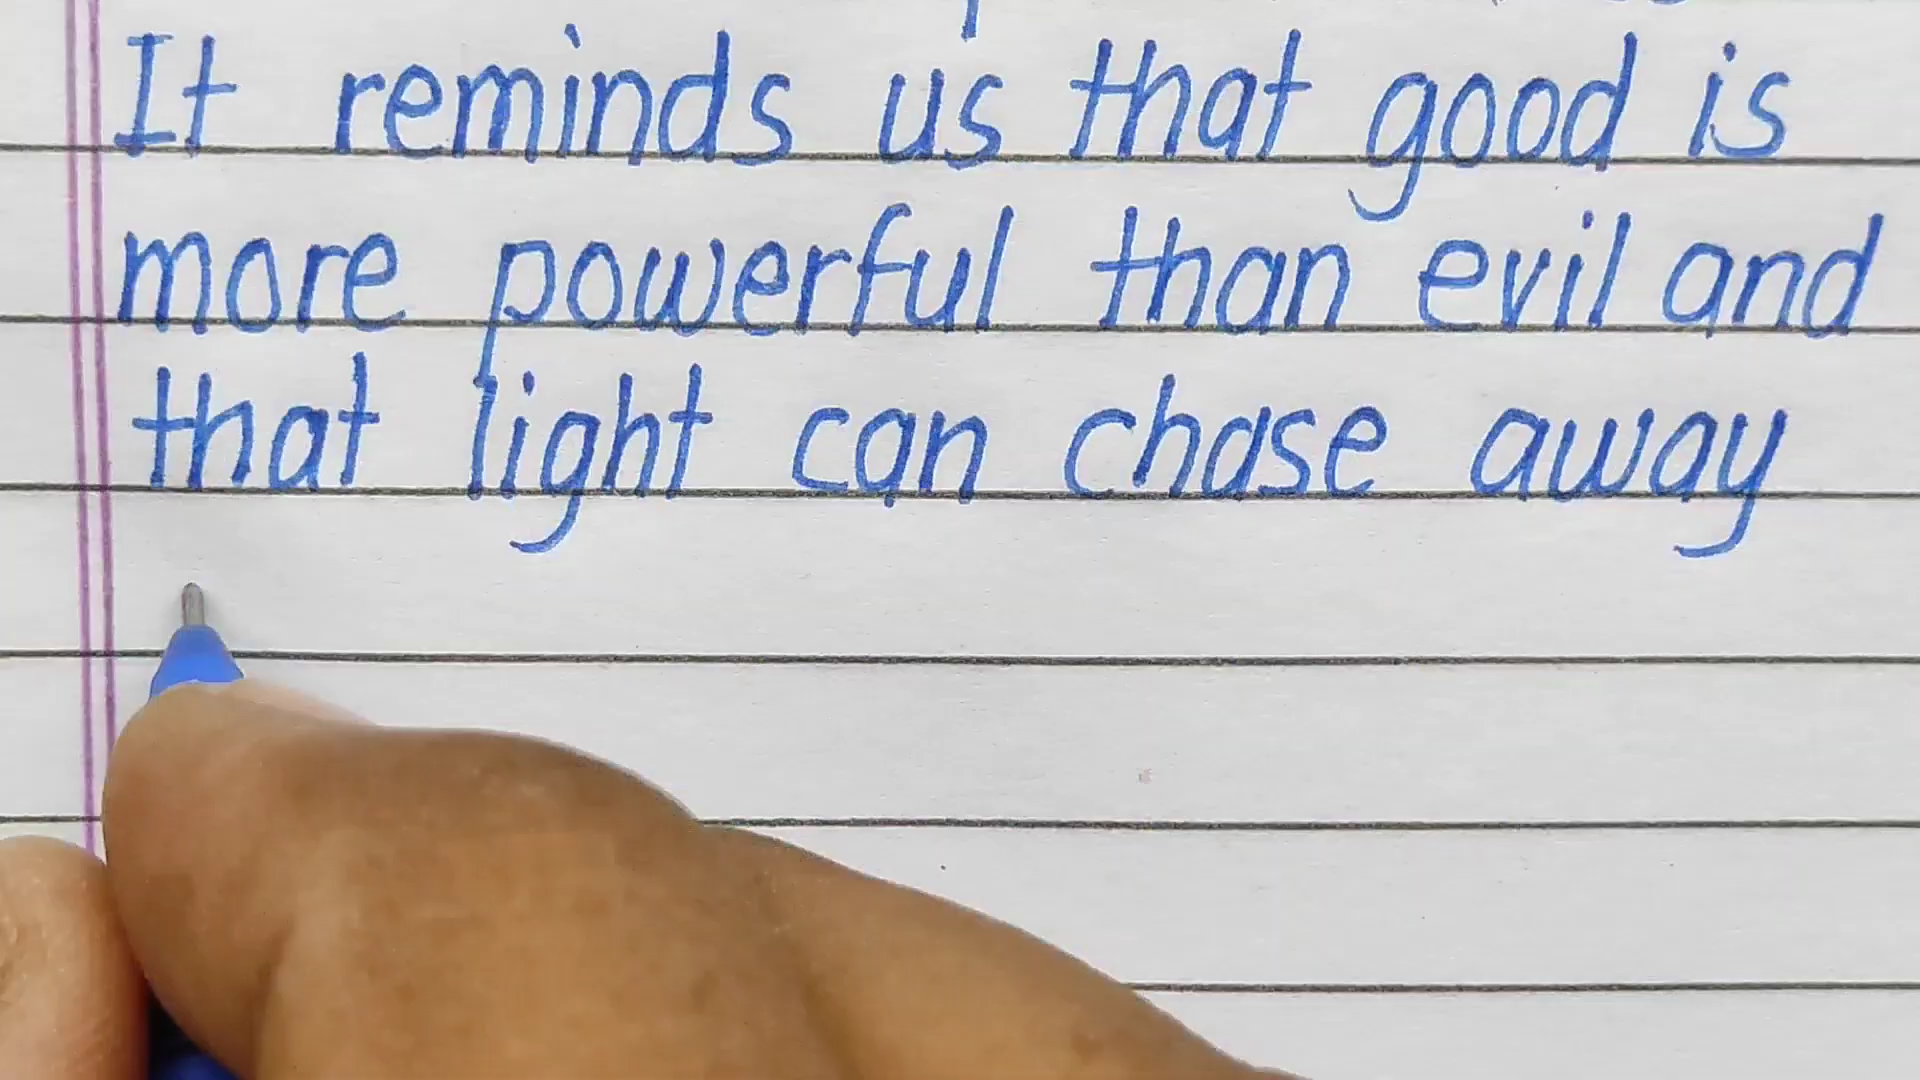 It reminds us that good is
more powerful than evil and
that light can chase away